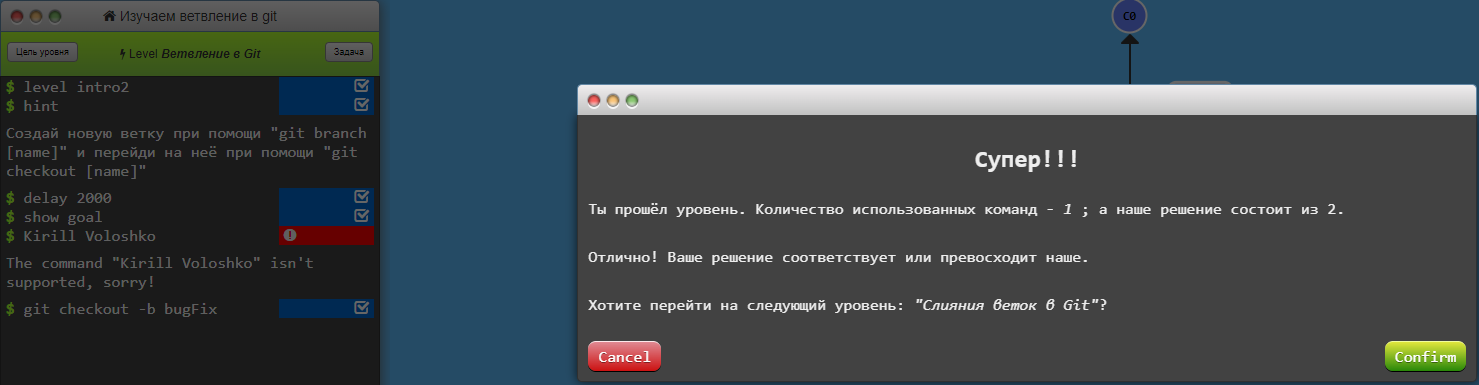 Изучаем ветвление в git
Цель уровня
Level Ветвление в Git
Задача
$ level intro2
$ hint
Создай новую ветку при помощи "git branch
[name]" и перейди на неё при помощи "git
checkout [name]"
$ delay 2000
$ show goal
$ Kirill Voloshko
The command "Kirill Voloshko" isn't
supported, sorry!
$ git checkout -b bugFix
C0
Супер!!!
Ты прошёл уровень. Количество использованных команд - 1 ; а наше решение состоит из 2.
Отлично! Ваше решение соответствует или превосходит наше.
Хотите перейти на следующий уровень: "Слияния веток в Git"?
Cancel
Confirm